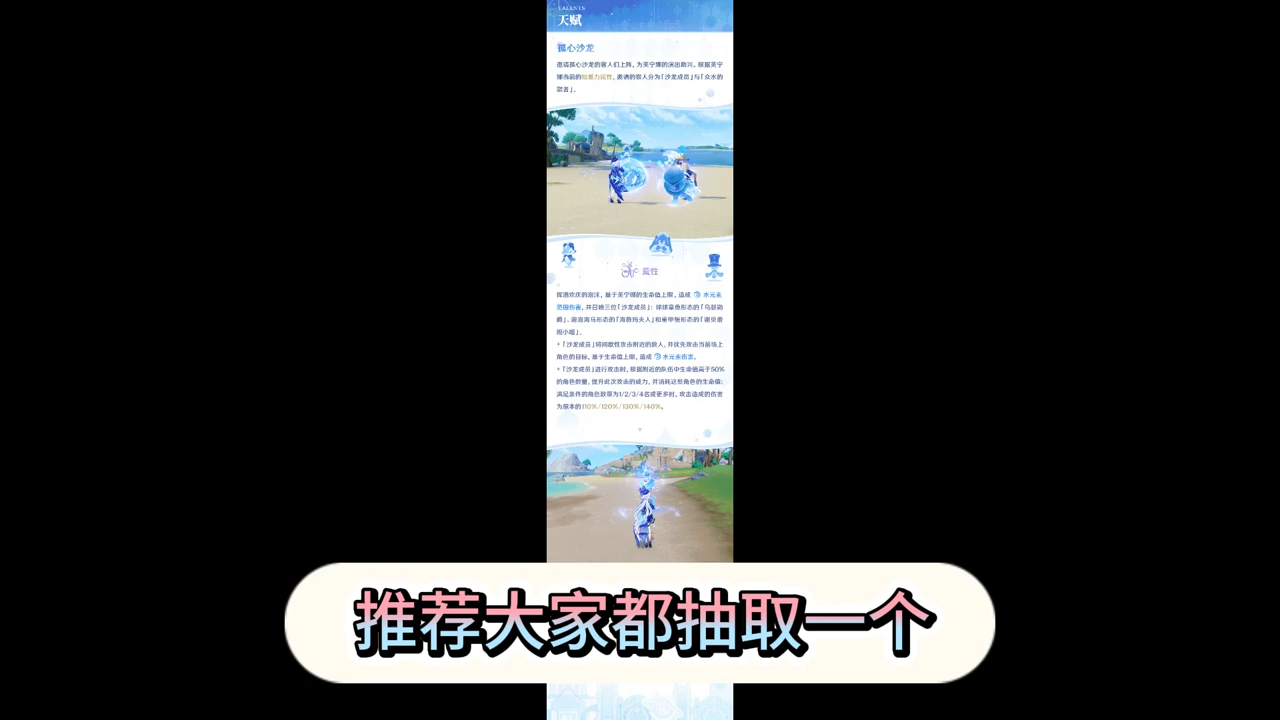 TALENTS
天赋
孤心沙龙
邀请孤心沙龙的客人们上阵，为芙宁娜的演出助兴。根据芙宁
娜当前的始基力属性，邀请的客人分为「沙龙成员」与「众水的
歌者」。
荒性
挥洒欢庆的泡沫，基于芙宁娜的生命值上限，造成 水元素
范围伤害，并召唤三位「沙龙成员」：球球章鱼形态的「乌瑟勋
爵」、泡泡海马形态的「海薇玛夫人」和重甲蟹形态的「谢贝蕾
妲小姐」。
•「沙龙成员」将间歇性攻击附近的敌人，并优先攻击当前场上
角色的目标，基于生命值上限，造成 水元素伤害。
•「沙龙成员」进行攻击时，根据附近的队伍中生命值高于50%
的角色数量，提升此次攻击的威力，并消耗这些角色的生命值：
满足条件的角色数量为1/2/3/4名或更多时，攻击造成的伤害
为原本的110%/120%/130%/140%。
推荐大家都抽取一个